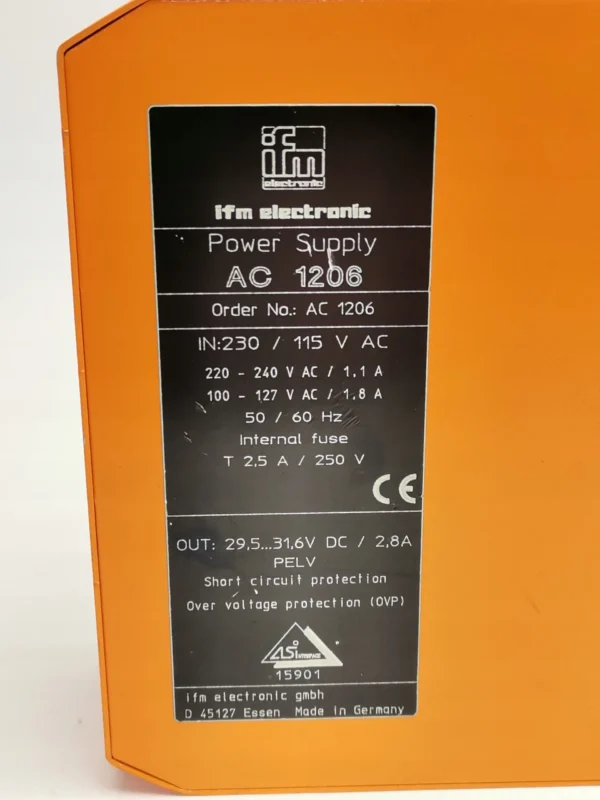 ifm
electronic
ifm electronic
Power Supply
AC 1206
Order No.: AC 1206
IN:230 / 115 V AC
220 - 240 V AC / 1,1 A
100 - 127 V AC / 1,8 A
50 / 60 Hz
Internal fuse
T 2,5 A / 250 V
CE
OUT: 29,5...31,6V DC / 2,8A
PELV
Short circuit protection
Over voltage protection (OVP)
ASi INTERFACE
15901
ifm electronic gmbh
D 45127 Essen Made in Germany